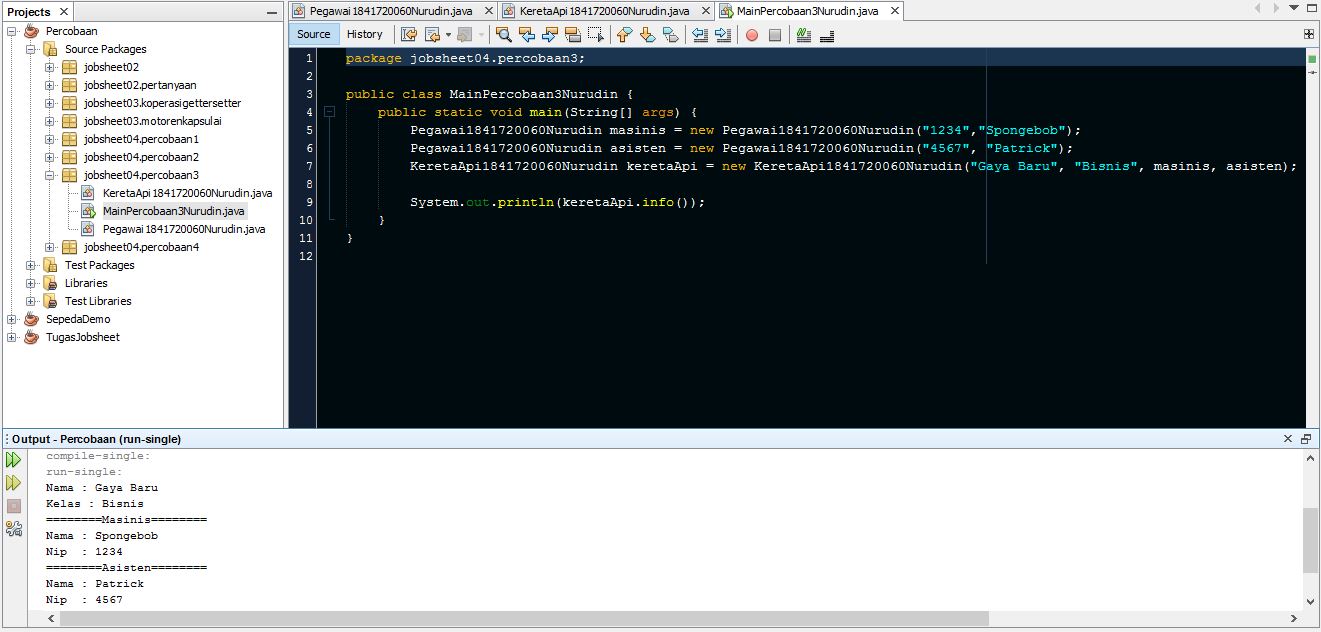 Projects
Percobaan
Source Packages
jobsheet02
jobsheet02.pertanyaan
jobsheet03.koperasigettersetter
jobsheet03.motorenkapsulai
jobsheet04.percobaan1
jobsheet04.percobaan2
jobsheet04.percobaan3
KeretaApi1841720060Nurudin.java
MainPercobaan3Nurudin.java
Pegawai1841720060Nurudin.java
jobsheet04.percobaan4
Test Packages
Libraries
Test Libraries
SepedaDemo
TugasJobsheet
Pegawai1841720060Nurudin.java KeretaApi1841720060Nurudin.java MainPercobaan3Nurudin.java
Source History
1 package jobsheet04.percobaan3;
2
3 public class MainPercobaan3Nurudin {
4 public static void main(String[] args) {
5 Pegawai1841720060Nurudin masinis = new Pegawai1841720060Nurudin("1234","Spongebob");
6 Pegawai1841720060Nurudin asisten = new Pegawai1841720060Nurudin("4567", "Patrick");
7 KeretaApi1841720060Nurudin keretaApi = new KeretaApi1841720060Nurudin("Gaya Baru", "Bisnis", masinis, asisten);
8
9 System.out.println(keretaApi.info());
10 }
11 }
12
Output - Percobaan (run-single)
compile-single:
run-single:
Nama : Gaya Baru
Kelas : Bisnis
========Masinis========
Nama : Spongebob
Nip : 1234
========Asisten========
Nama : Patrick
Nip : 4567